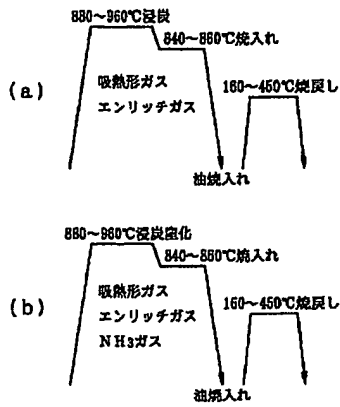 (a)
880~960℃浸炭
840~860℃焼入れ
吸熱形ガス
エンリッチガス
160~450℃焼戻し
油焼入れ
(b)
880~960℃浸炭窒化
840~860℃焼入れ
吸熱形ガス
エンリッチガス
NH3ガス
160~450℃焼戻し
油焼入れ